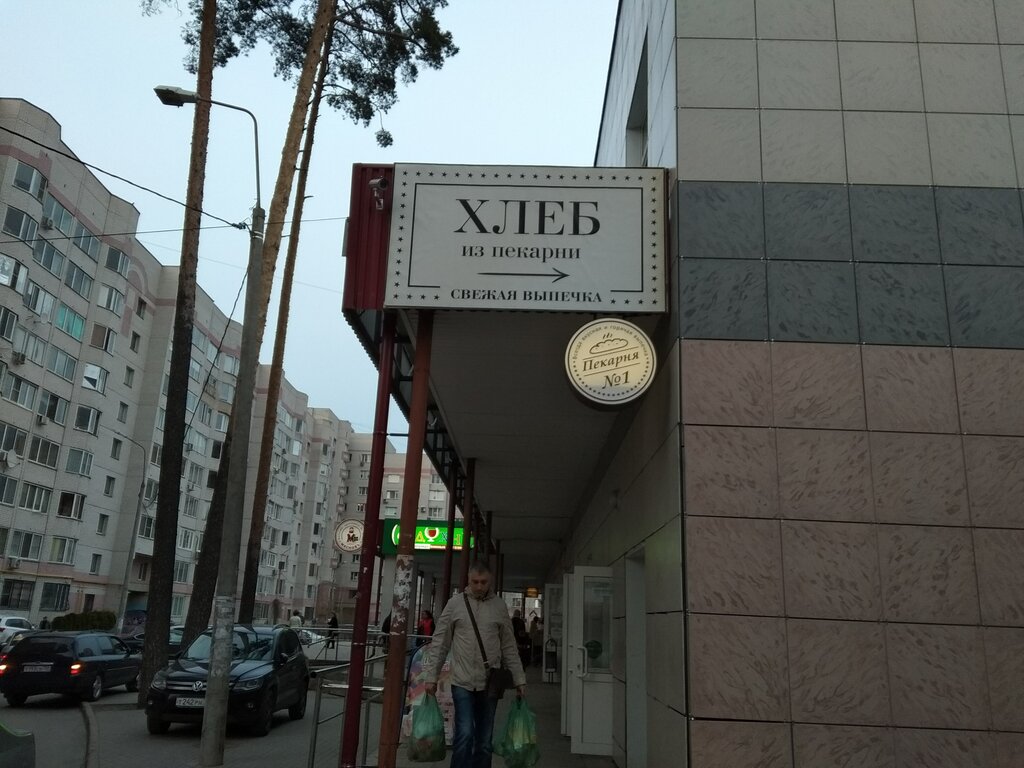 ХЛЕБ
из пекарни
СВЕЖАЯ ВЫПЕЧКА
Пекарня
№1